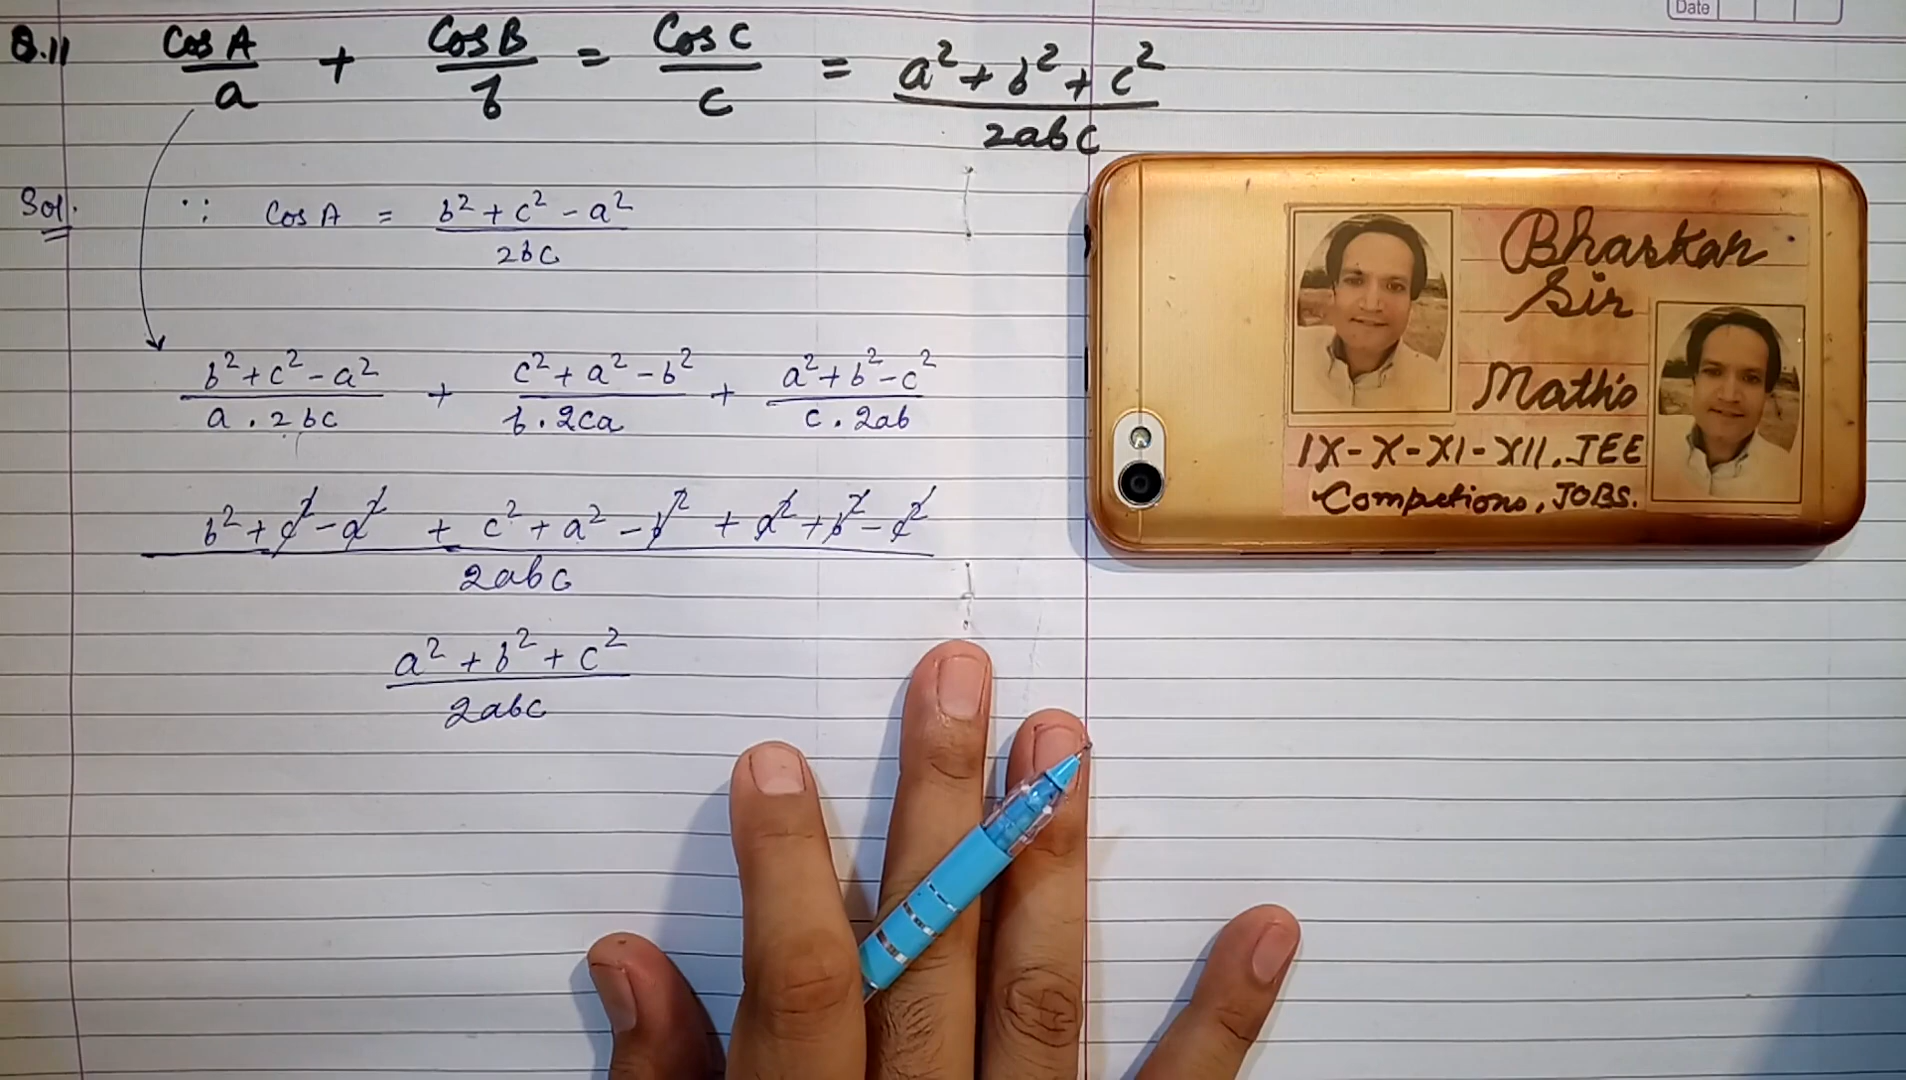 Date
Q.11 Cos A/a + Cos B/b = Cos C/c = a² + b² + c²/2abc
Sol. ∵ Cos A = b² + c² - a²/2bc
b² + c² - a²/a . 2bc + c² + a² - b²/b . 2ca + a² + b² - c²/c . 2ab
b² + c² - a² + c² + a² - b² + a² + b² - c²/2abc
a² + b² + c²/2abc
Bhaskar
Sir
Maths
IX - X - XI - XII, JEE
Competions, JOBS.